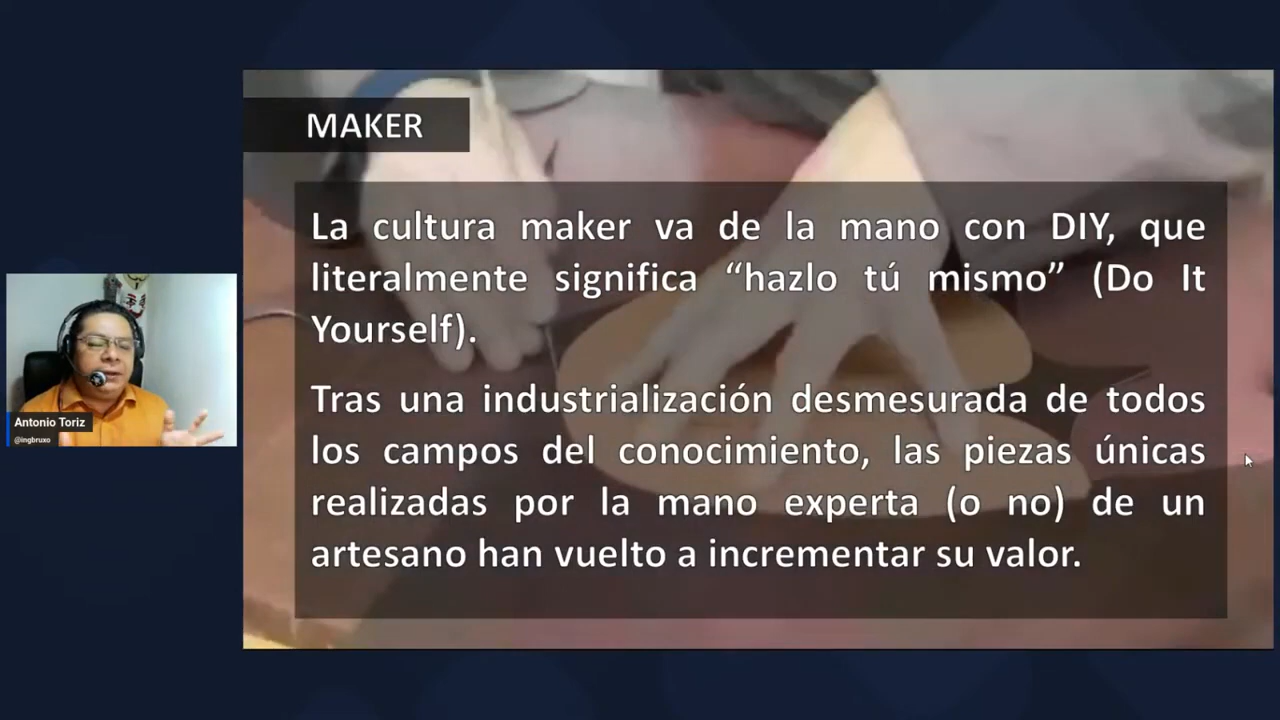 MAKER
La cultura maker va de la mano con DIY, que
literalmente significa “hazlo tú mismo” (Do It
Yourself).
Tras una industrialización desmesurada de todos
los campos del conocimiento, las piezas únicas
realizadas por la mano experta (o no) de un
artesano han vuelto a incrementar su valor.
Antonio Toriz
@ingbruxo